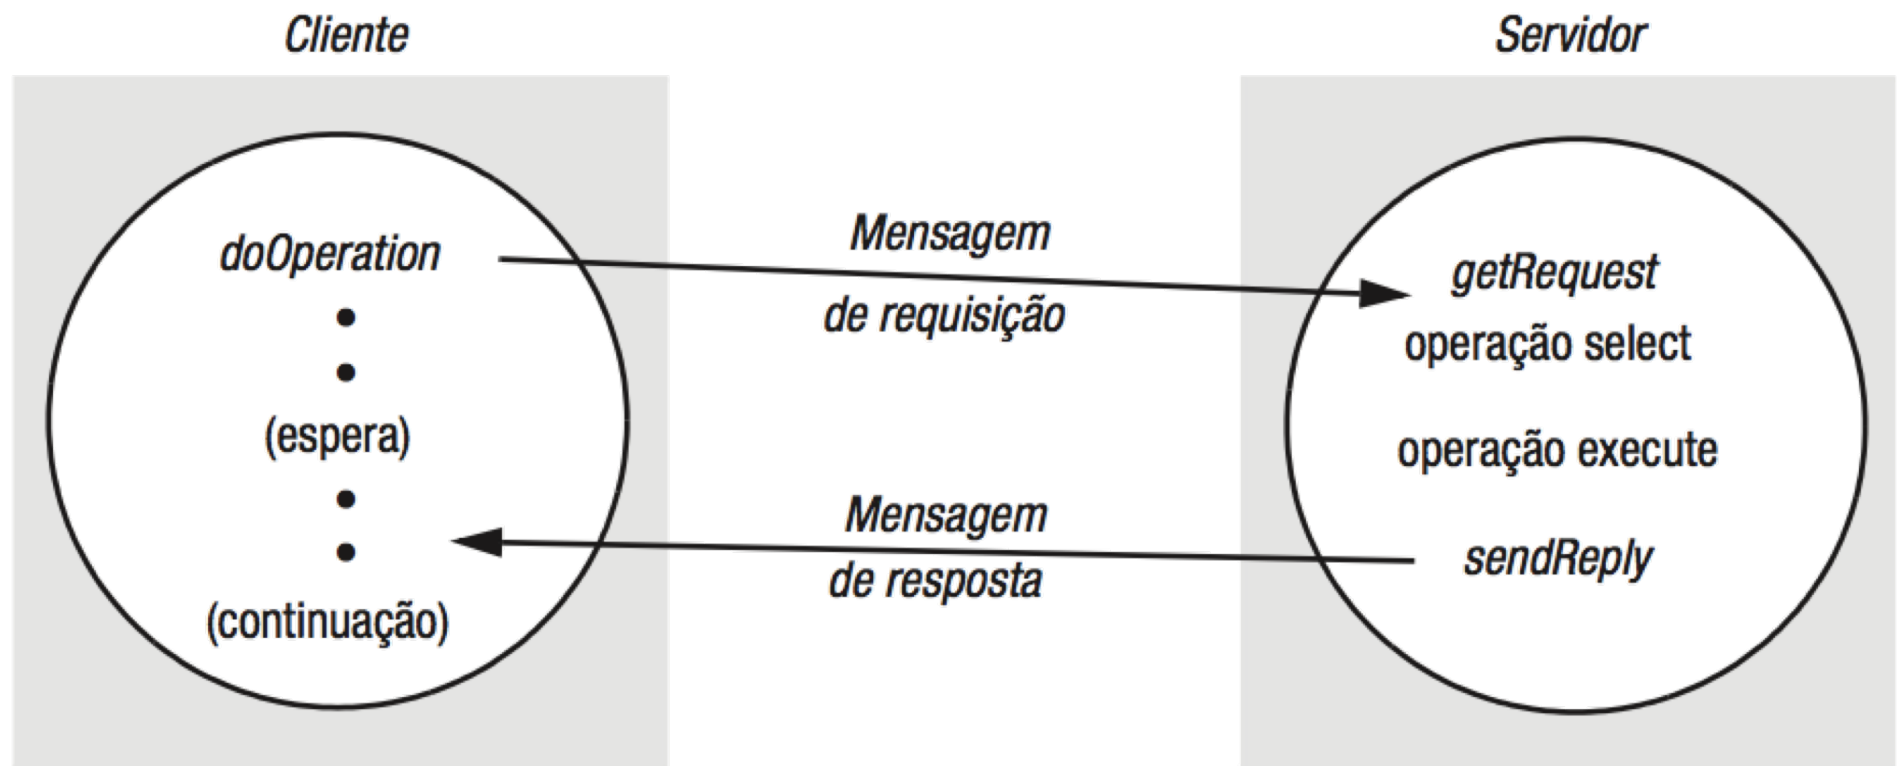 Cliente
Servidor
doOperation
(espera)
(continuação)
Mensagem
de requisição
Mensagem
de resposta
getRequest
operação select
operação execute
sendReply